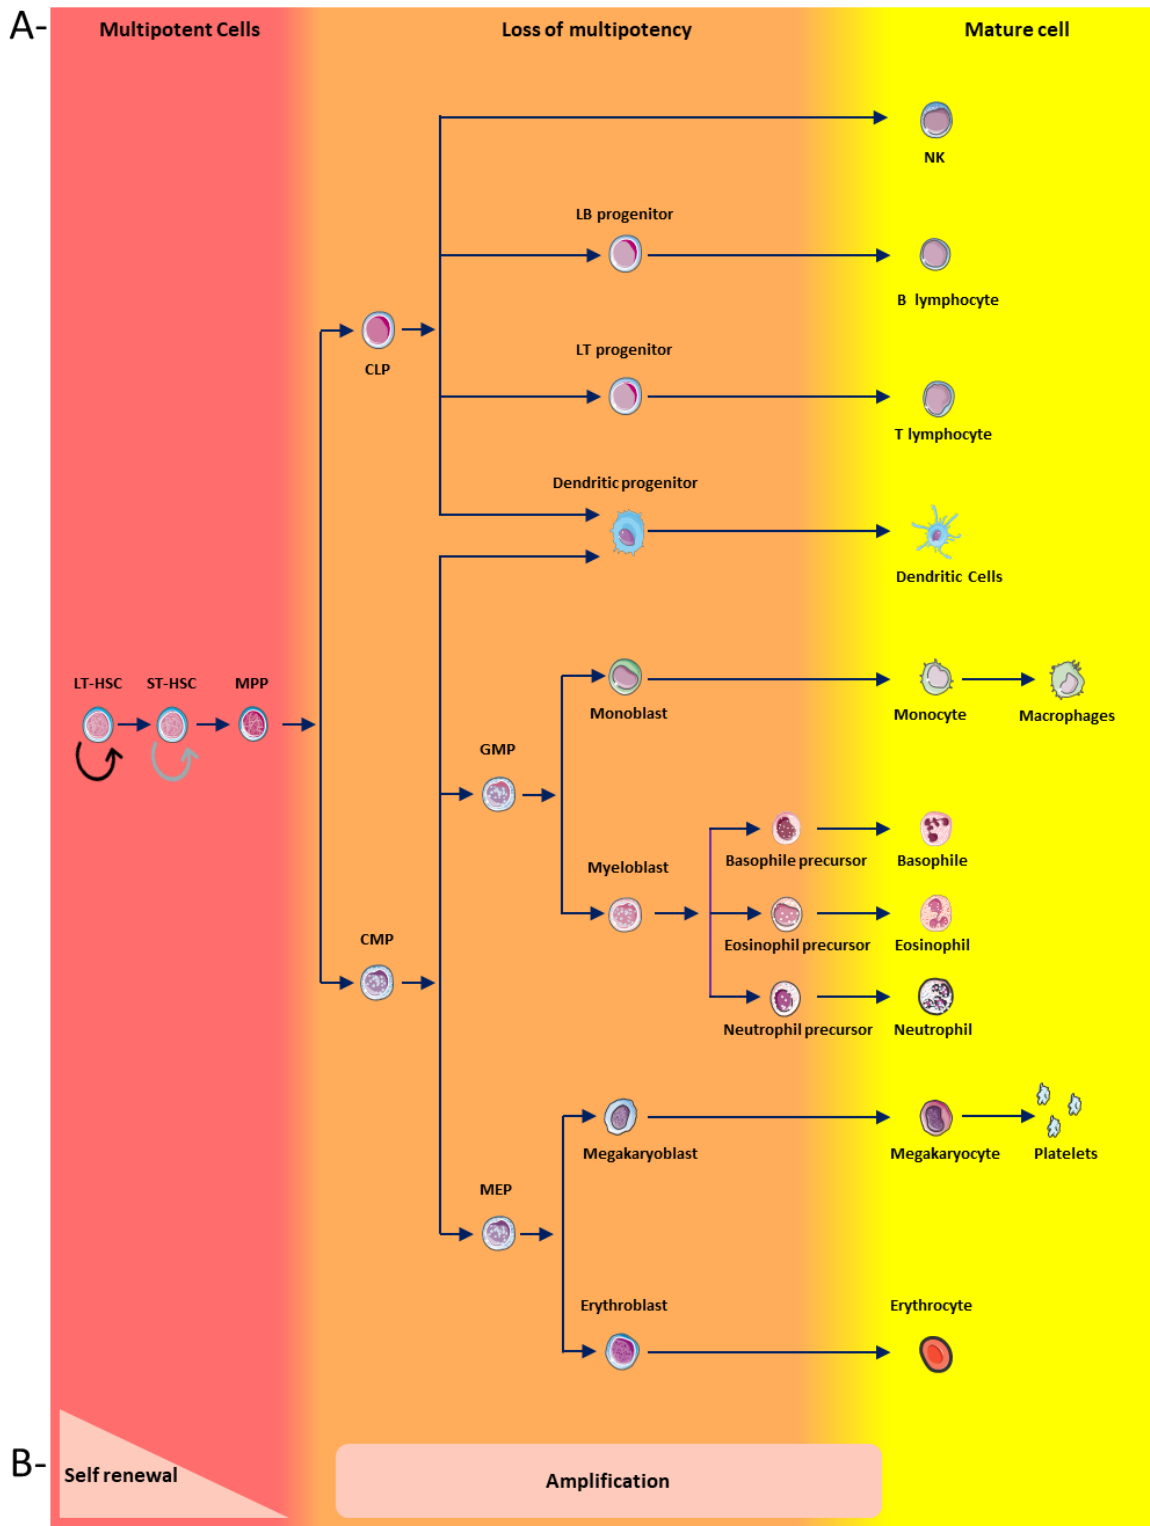 A-
Multipotent Cells
Loss of multipotency
Mature cell
NK
LB progenitor
B lymphocyte
CLP
LT progenitor
T lymphocyte
Dendritic progenitor
Dendritic Cells
LT-HSC
ST-HSC
MPP
Monoblast
Monocyte
Macrophages
GMP
Myeloblast
Basophile precursor
Basophile
CMP
Eosinophil precursor
Eosinophil
Neutrophil precursor
Neutrophil
Megakaryoblast
Megakaryocyte
Platelets
MEP
Erythroblast
Erythrocyte
B-
Self renewal
Amplification